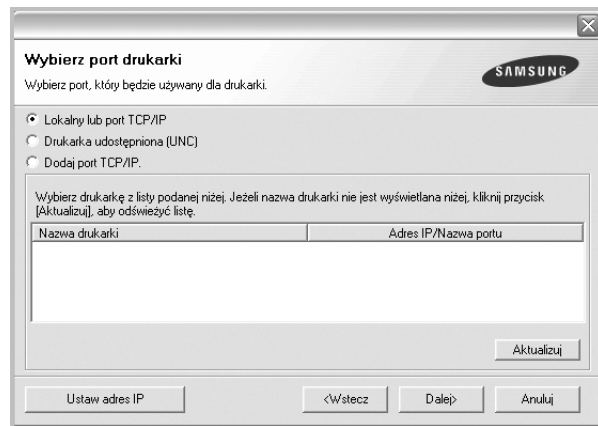 Wybierz port drukarki
Wybierz port, który będzie używany dla drukarki.
SAMSUNG
Lokalny lub port TCP/IP
Drukarka udostępniona (UNC)
Dodaj port TCP/IP.
Wybierz drukarkę z listy podanej niżej. Jeżeli nazwa drukarki nie jest wyświetlana niżej, kliknij przycisk
[Aktualizuj], aby odświeżyć listę.
Nazwa drukarki Adres IP/Nazwa portu
Aktualizuj
Ustaw adres IP <Wstecz Dalej> Anuluj